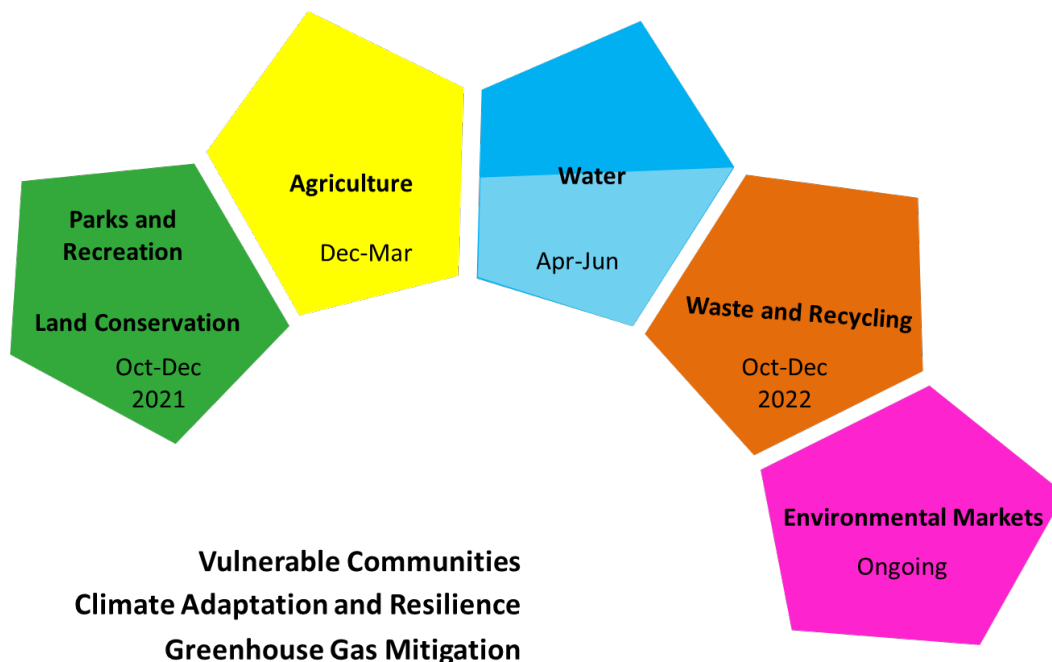 Parks and
Recreation
Land Conservation
Oct-Dec
2021
Agriculture
Dec-Mar
Water
Apr-Jun
Waste and Recycling
Oct-Dec
2022
Environmental Markets
Ongoing
Vulnerable Communities
Climate Adaptation and Resilience
Greenhouse Gas Mitigation